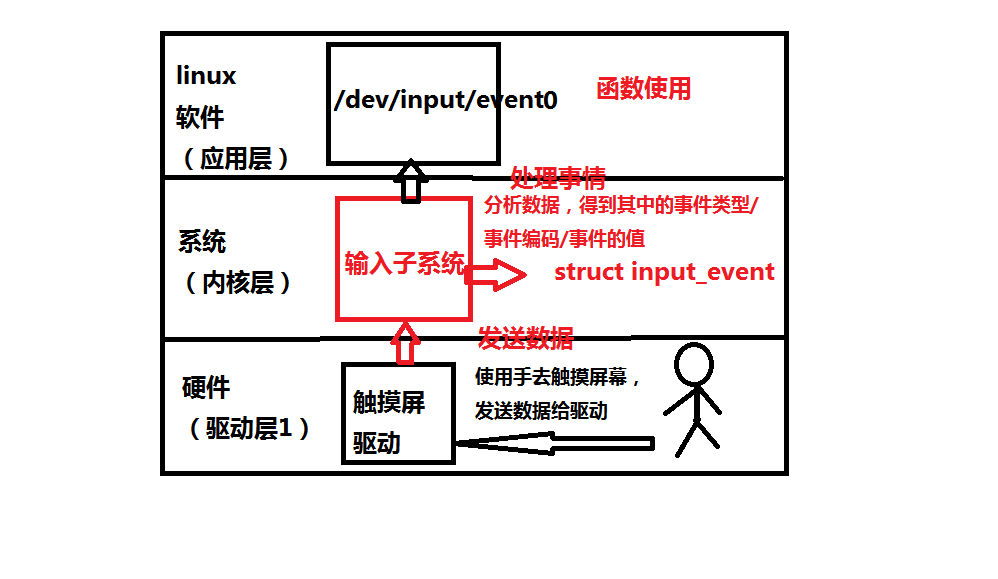 linux
软件
（应用层）
/dev/input/event0
函数使用
处理事情
分析数据，得到其中的事件类型/
事件编码/事件的值
struct input_event
系统
（内核层）
输入子系统
发送数据
硬件
（驱动层1）
触摸屏
驱动
使用手去触摸屏幕，
发送数据给驱动